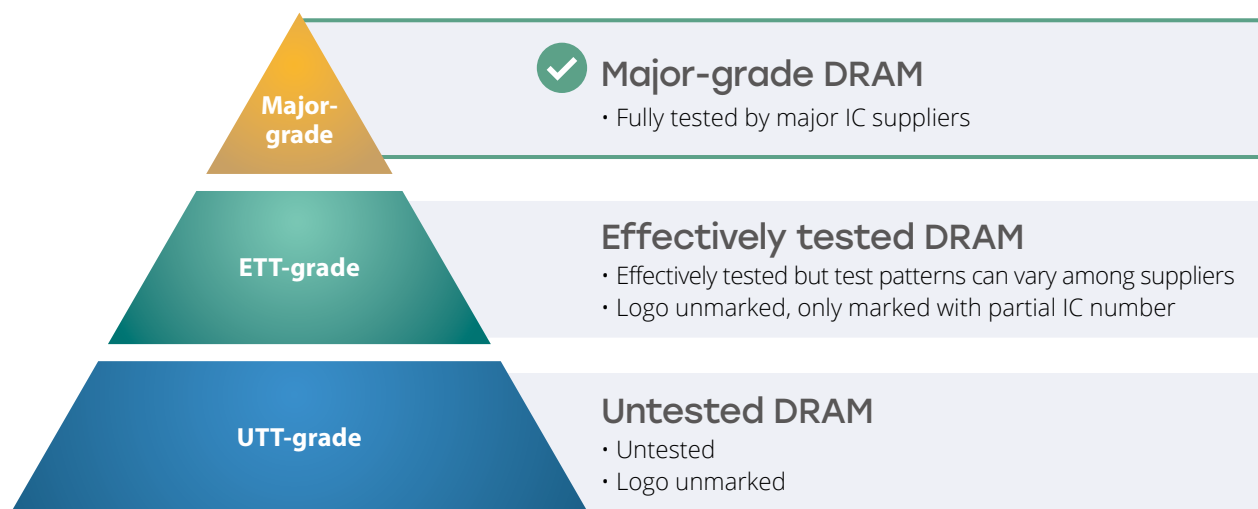 Major-
grade
Major-grade DRAM
• Fully tested by major IC suppliers
ETT-grade
Effectively tested DRAM
• Effectively tested but test patterns can vary among suppliers
• Logo unmarked, only marked with partial IC number
UTT-grade
Untested DRAM
• Untested
• Logo unmarked